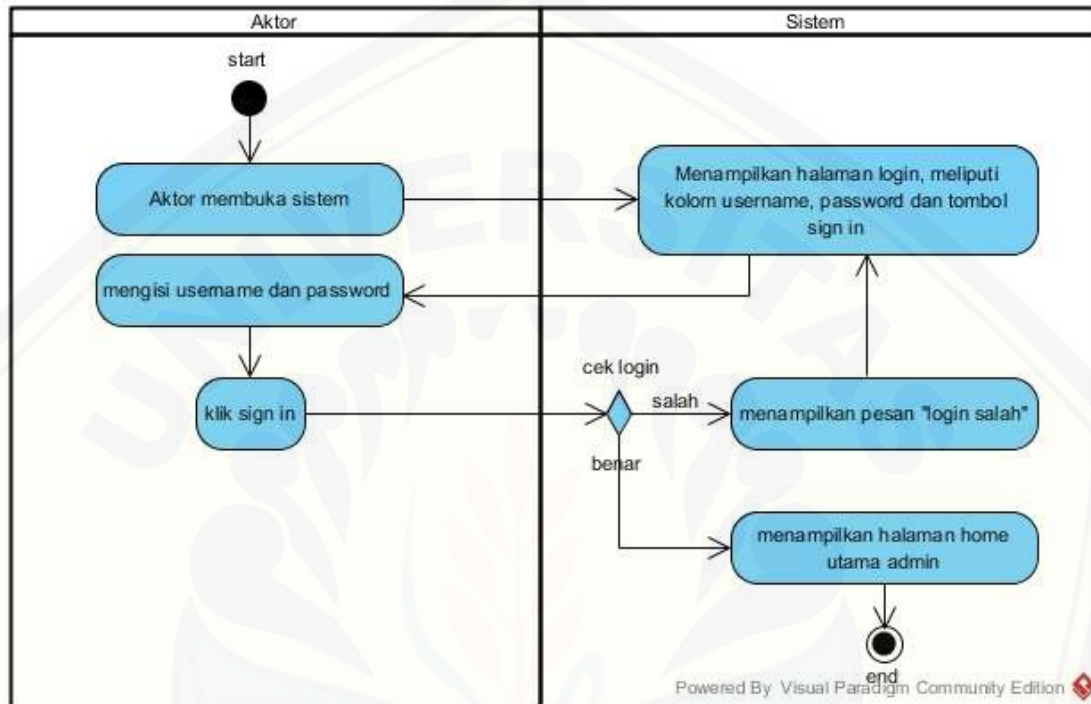 Aktor
Sistem
start
Aktor membuka sistem
Menampilkan halaman login, meliputi
kolom username, password dan tombol
sign in
mengisi username dan password
klik sign in
cek login
salah
menampilkan pesan "login salah"
benar
menampilkan halaman home
utama admin
end
Powered By Visual Paradigm Community Edition
UNIVERSITAS